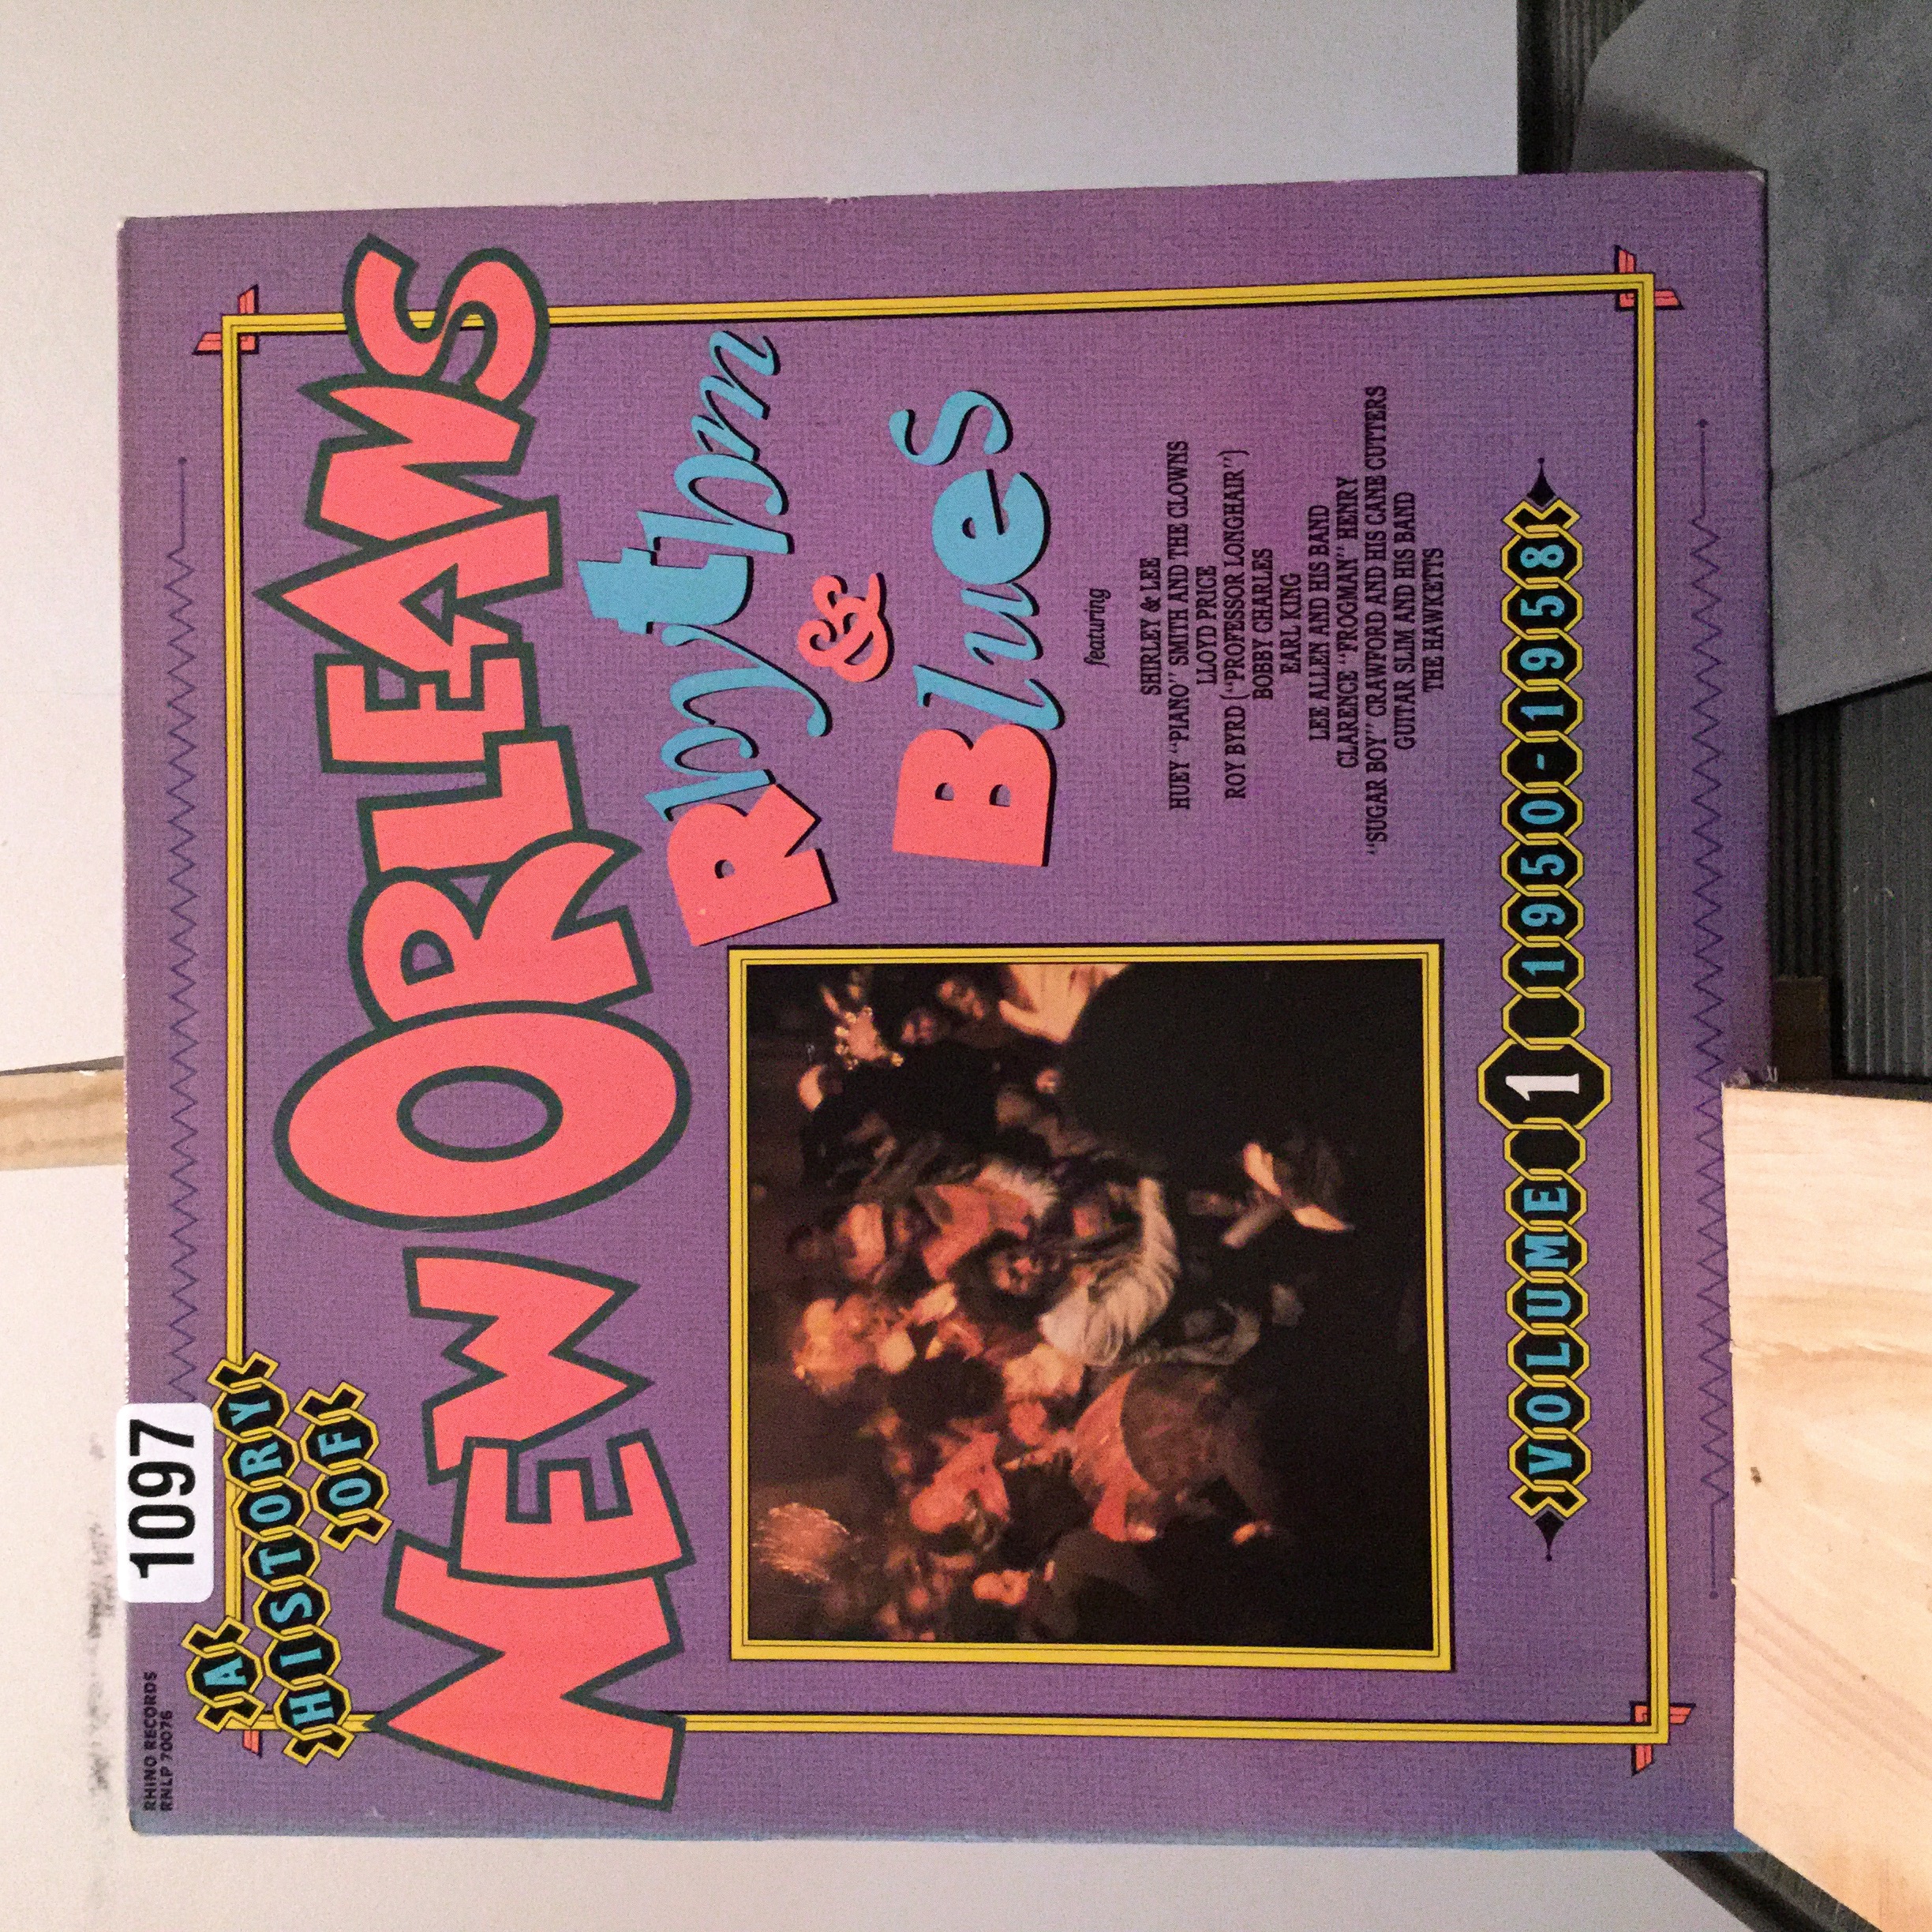 RHINO RECORDS
RNLP 70076
1097
A
HISTORY
OF
NEW ORLEANS
Rhythm
&
Blues
featuring
SHIRLEY & LEE
HUEY "PIANO" SMITH AND THE CLOWNS
LLOYD PRICE
ROY BYRD ("PROFESSOR LONGHAIR")
BOBBY CHARLES
EARL KING
LEE ALLEN AND HIS BAND
CLARENCE "FROGMAN" HENRY
"SUGAR BOY" CRAWFORD AND HIS CANE CUTTERS
GUITAR SLIM AND HIS BAND
THE HAWKETTS
VOLUME 1 1950-1958